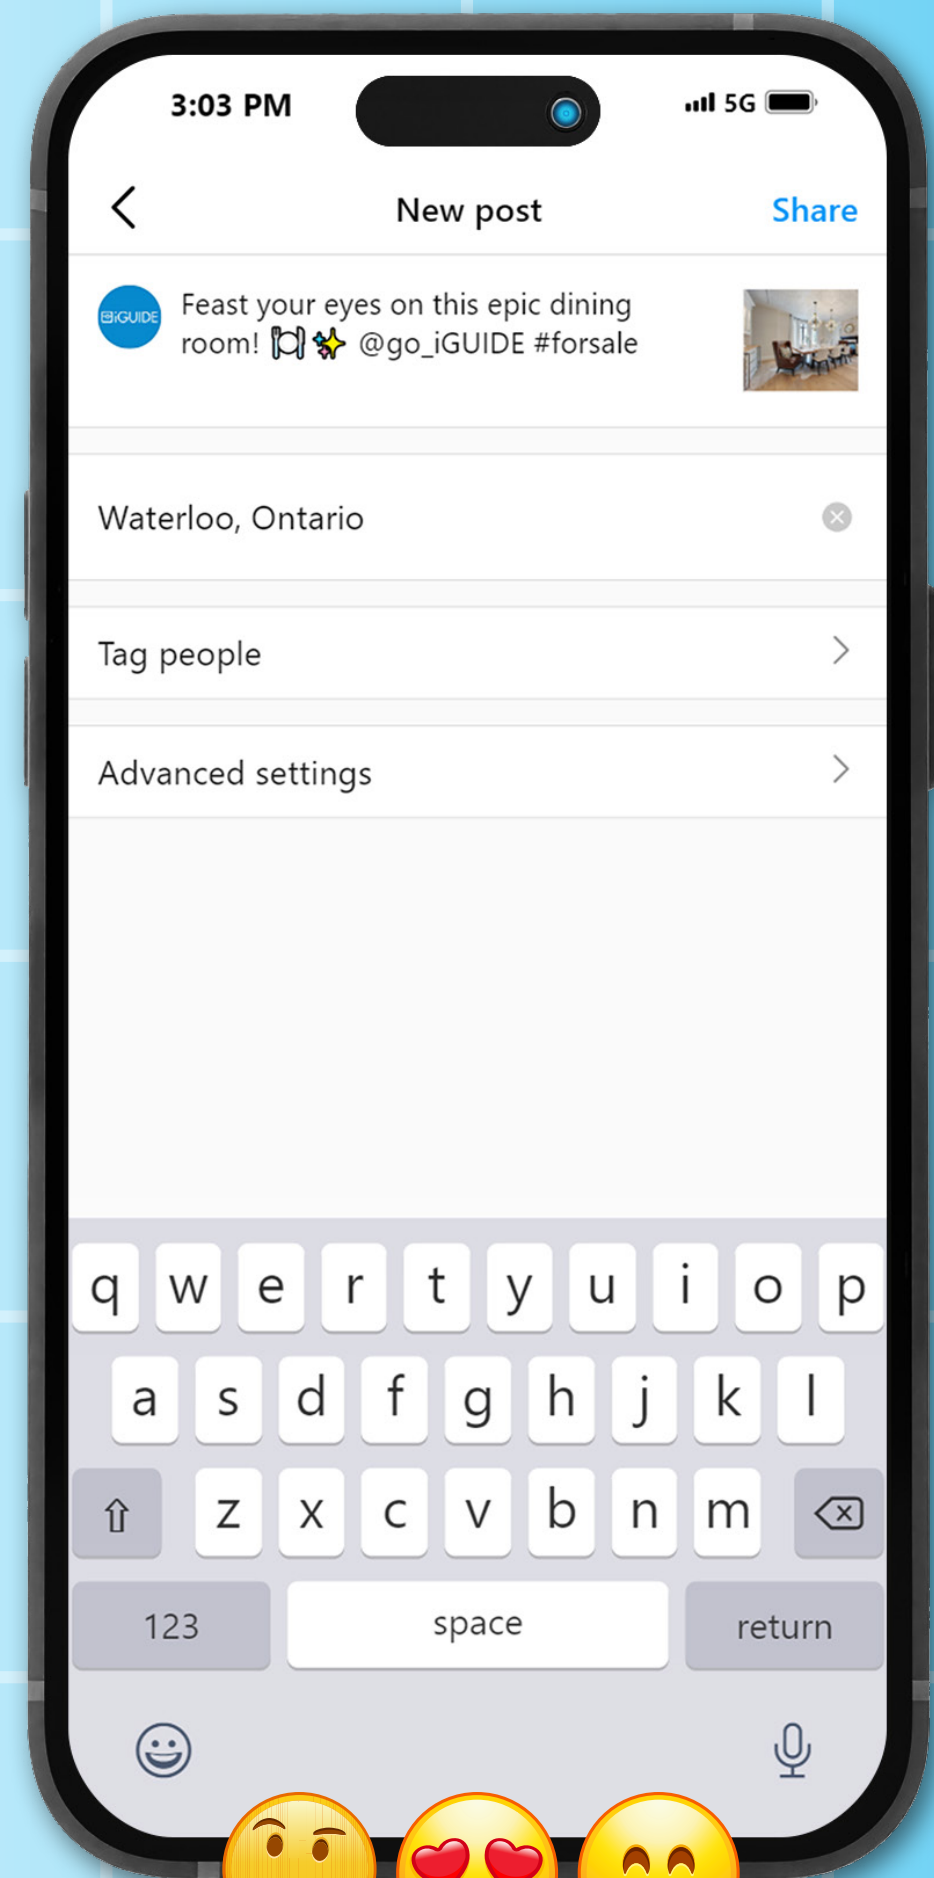 3:03 PM
5G
New post
Share
iGUIDE
Feast your eyes on this epic dining
room! 🍽️✨ @go_iGUIDE #forsale
Waterloo, Ontario
Tag people
Advanced settings
q w e r t y u i o p
a s d f g h j k l
z x c v b n m
123 space return